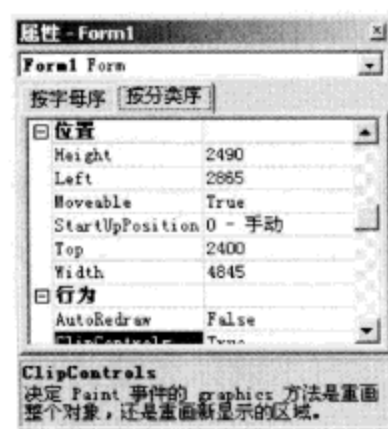 属性 - Form1
Form1 Form
按字母序 按分类序
位置
Height 2490
Left 2865
Moveable True
StartUpPosition 0 - 手动
Top 2400
Width 4845
行为
AutoRedraw False
ClipControls True
ClipControls
决定 Paint 事件的 graphics 方法是重画
整个对象，还是重画新显示的区域。